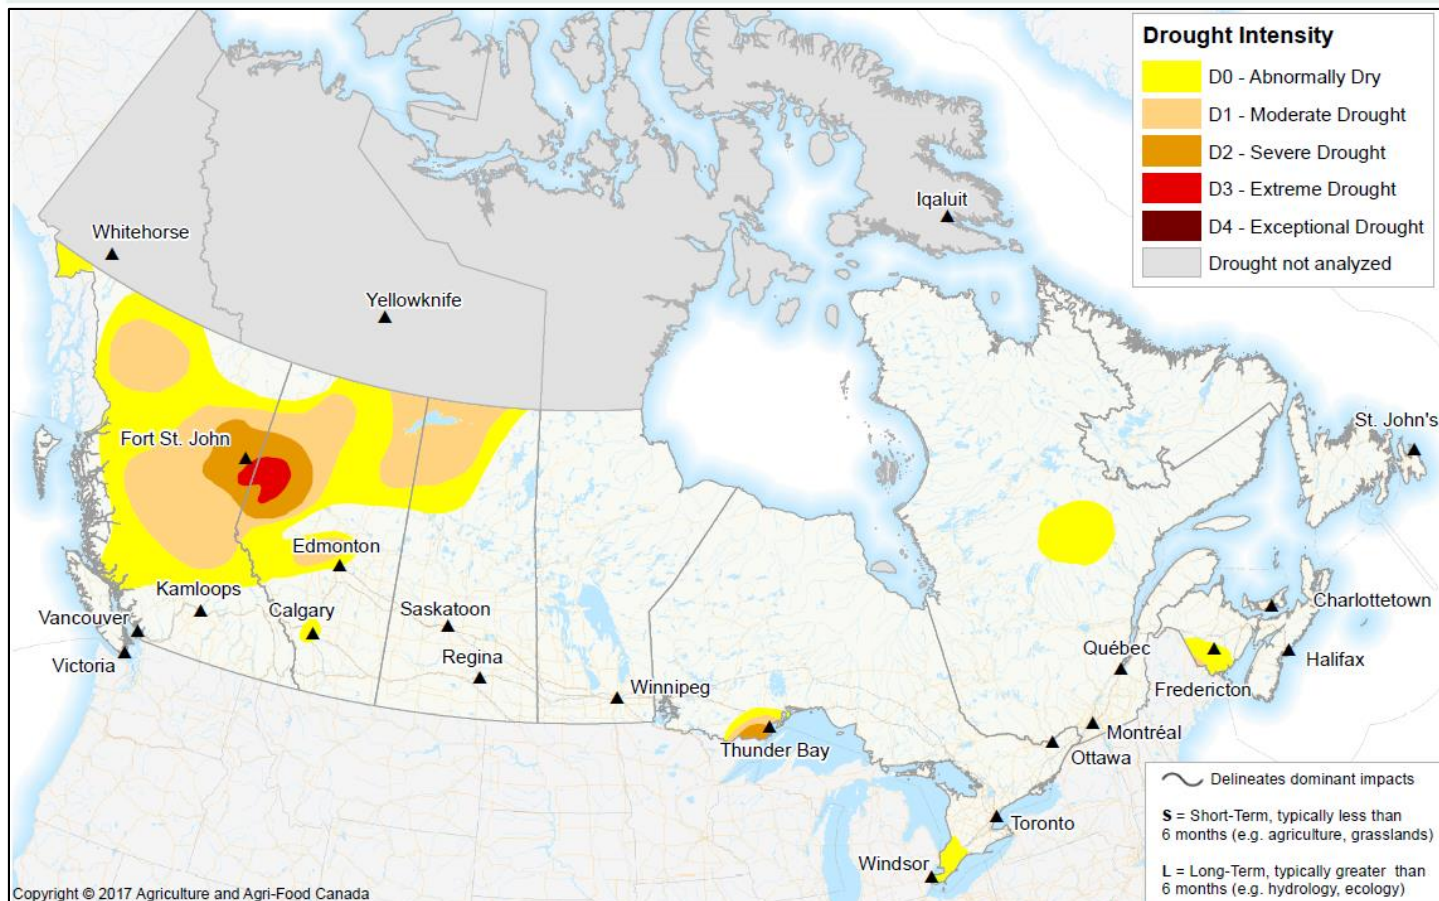 Drought Intensity
D0 - Abnormally Dry
D1 - Moderate Drought
D2 - Severe Drought
D3 - Extreme Drought
D4 - Exceptional Drought
Drought not analyzed
Iqaluit
Whitehorse
Yellowknife
St. John's
Fort St. John
Edmonton
Kamloops
Calgary
Saskatoon
Charlottetown
Vancouver
Victoria
Regina
Québec
Halifax
Winnipeg
Fredericton
Montréal
Thunder Bay
Ottawa
Toronto
Windsor
Delineates dominant impacts
S = Short-Term, typically less than
6 months (e.g. agriculture, grasslands)
L = Long-Term, typically greater than
6 months (e.g. hydrology, ecology)
Copyright © 2017 Agriculture and Agri-Food Canada